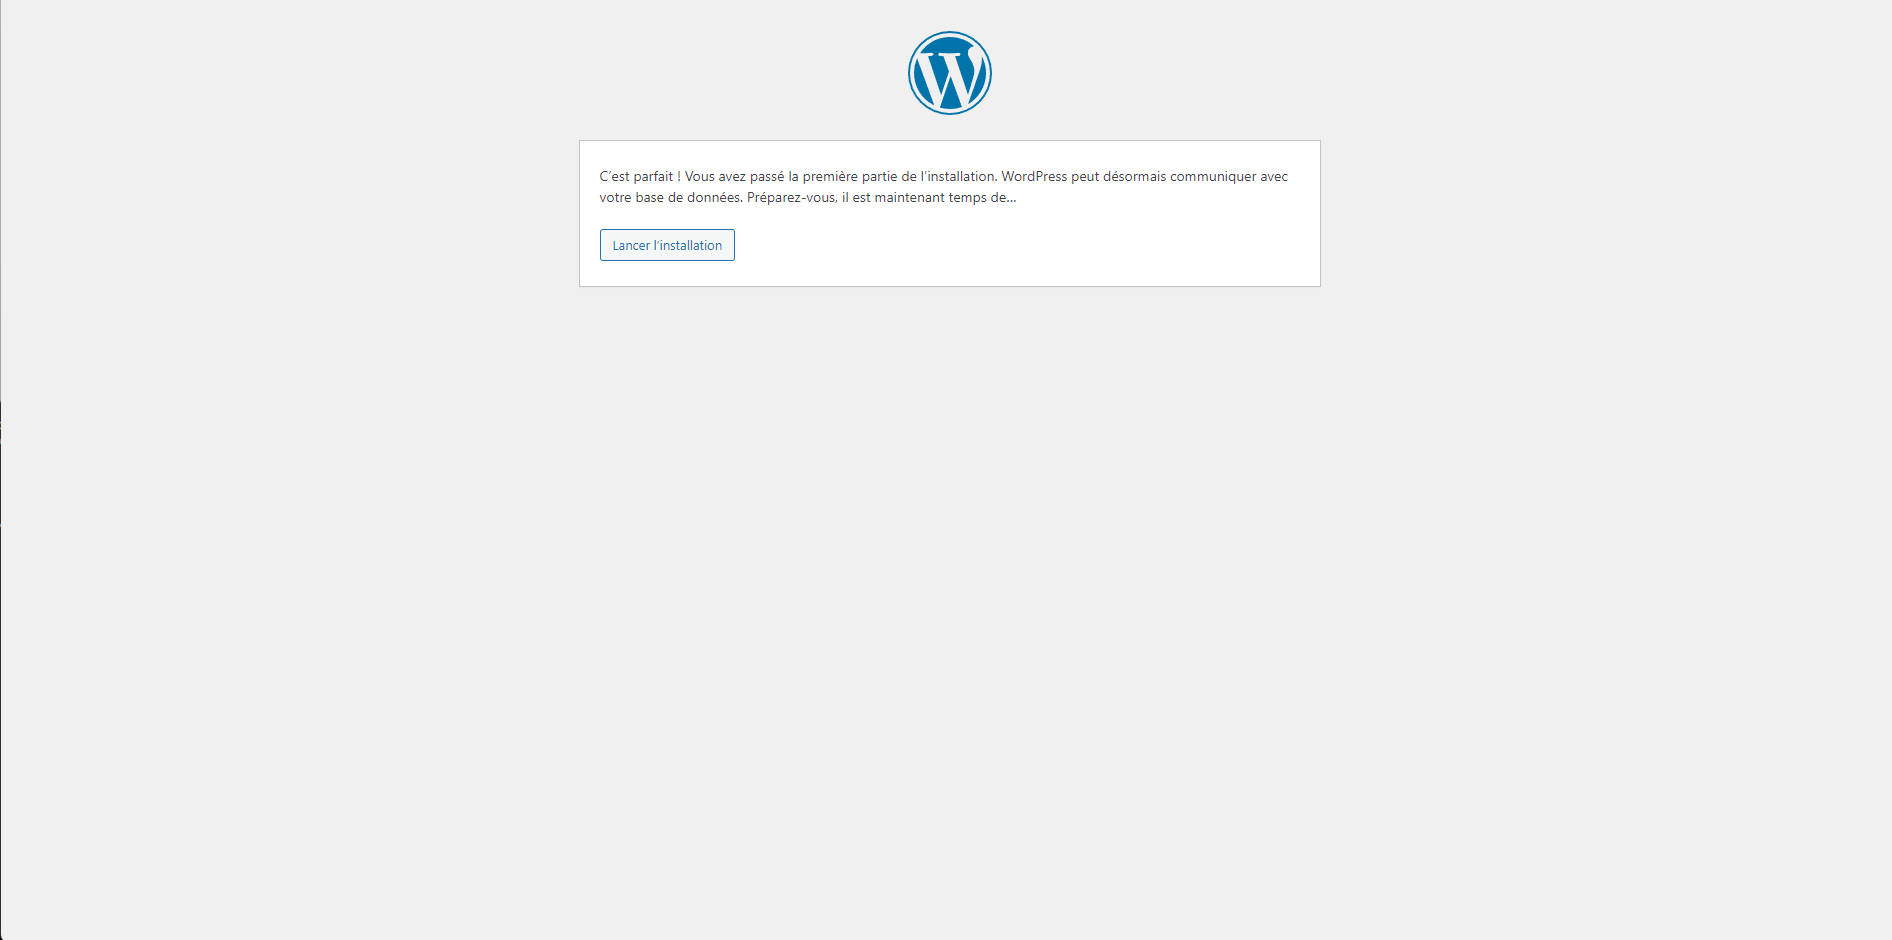 C’est parfait ! Vous avez passé la première partie de l’installation. WordPress peut désormais communiquer avec
votre base de données. Préparez-vous, il est maintenant temps de…
Lancer l’installation